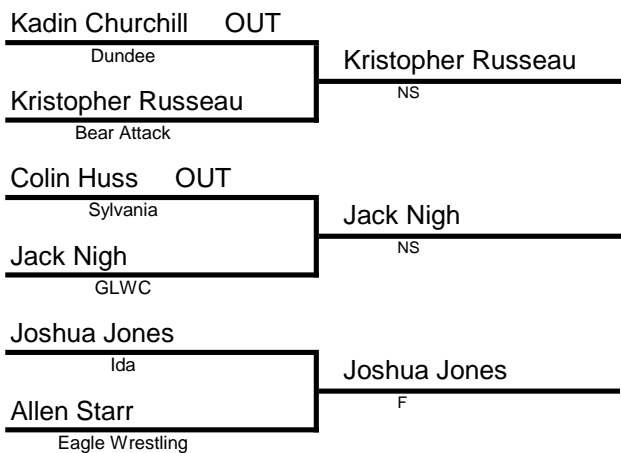 Kadin Churchill OUT
Dundee
Kristopher Russeau
NS
Kristopher Russeau
Bear Attack
Colin Huss OUT
Sylvania
Jack Nigh
NS
Jack Nigh
GLWC
Joshua Jones
Ida
Joshua Jones
F
Allen Starr
Eagle Wrestling